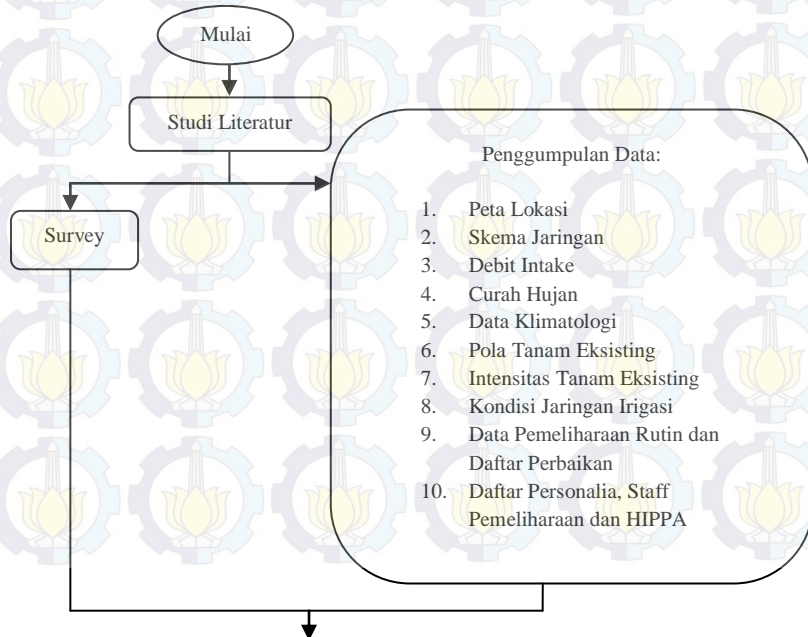 Mulai
Studi Literatur
Survey
Penggumpulan Data:
1. Peta Lokasi
2. Skema Jaringan
3. Debit Intake
4. Curah Hujan
5. Data Klimatologi
6. Pola Tanam Eksisting
7. Intensitas Tanam Eksisting
8. Kondisi Jaringan Irigasi
9. Data Pemeliharaan Rutin dan
Daftar Perbaikan
10. Daftar Personalia, Staff
Pemeliharaan dan HIPPA